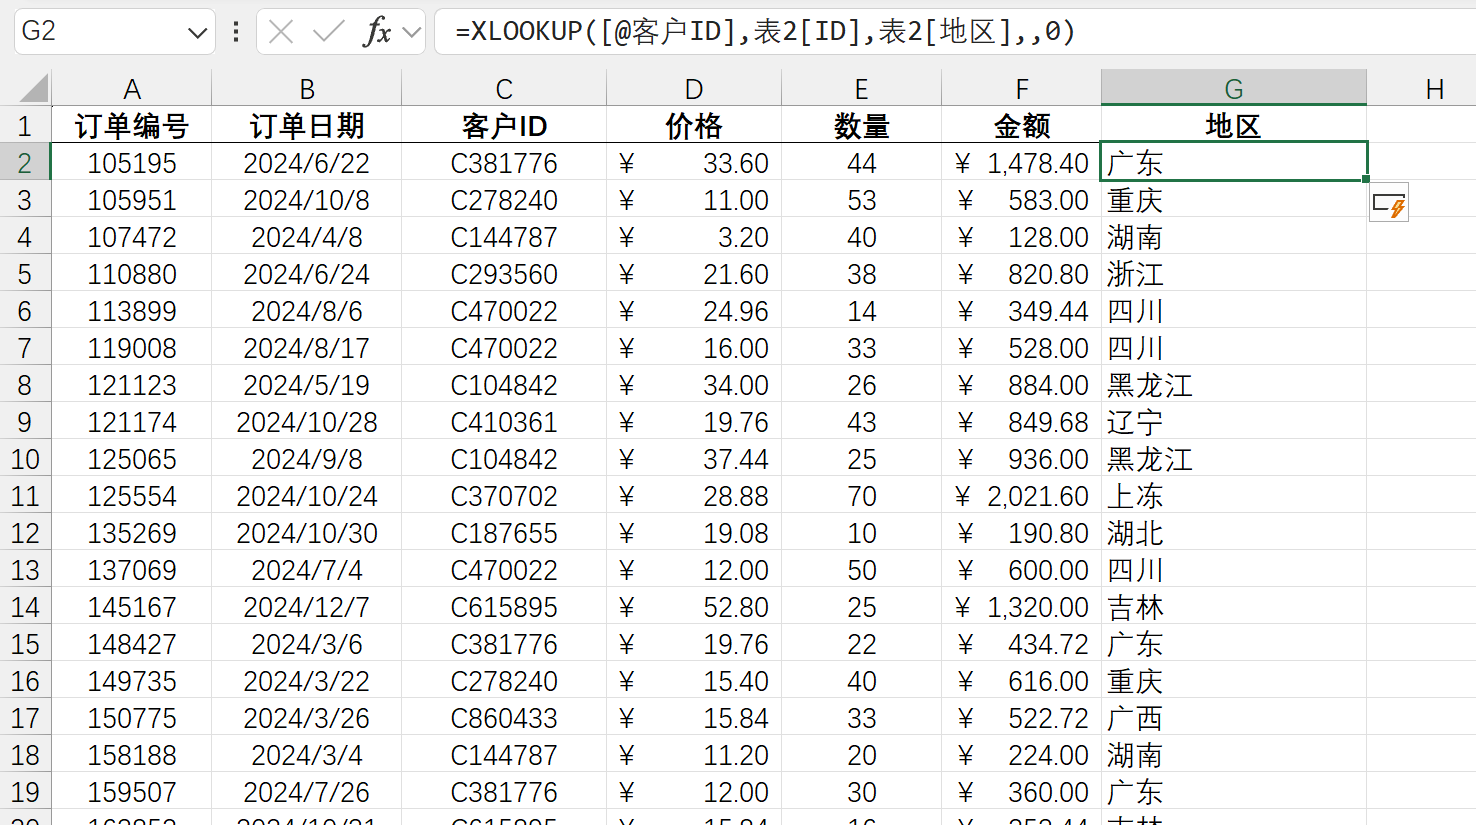 G2 fx =XLOOKUP([@客户ID],表2[ID],表2[地区],,0)
A B C D E F G H
1 订单编号 订单日期 客户ID 价格 数量 金额 地区
2 105195 2024/6/22 C381776 ¥ 33.60 44 ¥ 1,478.40 广东
3 105951 2024/10/8 C278240 ¥ 11.00 53 ¥ 583.00 重庆
4 107472 2024/4/8 C144787 ¥ 3.20 40 ¥ 128.00 湖南
5 110880 2024/6/24 C293560 ¥ 21.60 38 ¥ 820.80 浙江
6 113899 2024/8/6 C470022 ¥ 24.96 14 ¥ 349.44 四川
7 119008 2024/8/17 C470022 ¥ 16.00 33 ¥ 528.00 四川
8 121123 2024/5/19 C104842 ¥ 34.00 26 ¥ 884.00 黑龙江
9 121174 2024/10/28 C410361 ¥ 19.76 43 ¥ 849.68 辽宁
10 125065 2024/9/8 C104842 ¥ 37.44 25 ¥ 936.00 黑龙江
11 125554 2024/10/24 C370702 ¥ 28.88 70 ¥ 2,021.60 上冻
12 135269 2024/10/30 C187655 ¥ 19.08 10 ¥ 190.80 湖北
13 137069 2024/7/4 C470022 ¥ 12.00 50 ¥ 600.00 四川
14 145167 2024/12/7 C615895 ¥ 52.80 25 ¥ 1,320.00 吉林
15 148427 2024/3/6 C381776 ¥ 19.76 22 ¥ 434.72 广东
16 149735 2024/3/22 C278240 ¥ 15.40 40 ¥ 616.00 重庆
17 150775 2024/3/26 C860433 ¥ 15.84 33 ¥ 522.72 广西
18 158188 2024/3/4 C144787 ¥ 11.20 20 ¥ 224.00 湖南
19 159507 2024/7/26 C381776 ¥ 12.00 30 ¥ 360.00 广东